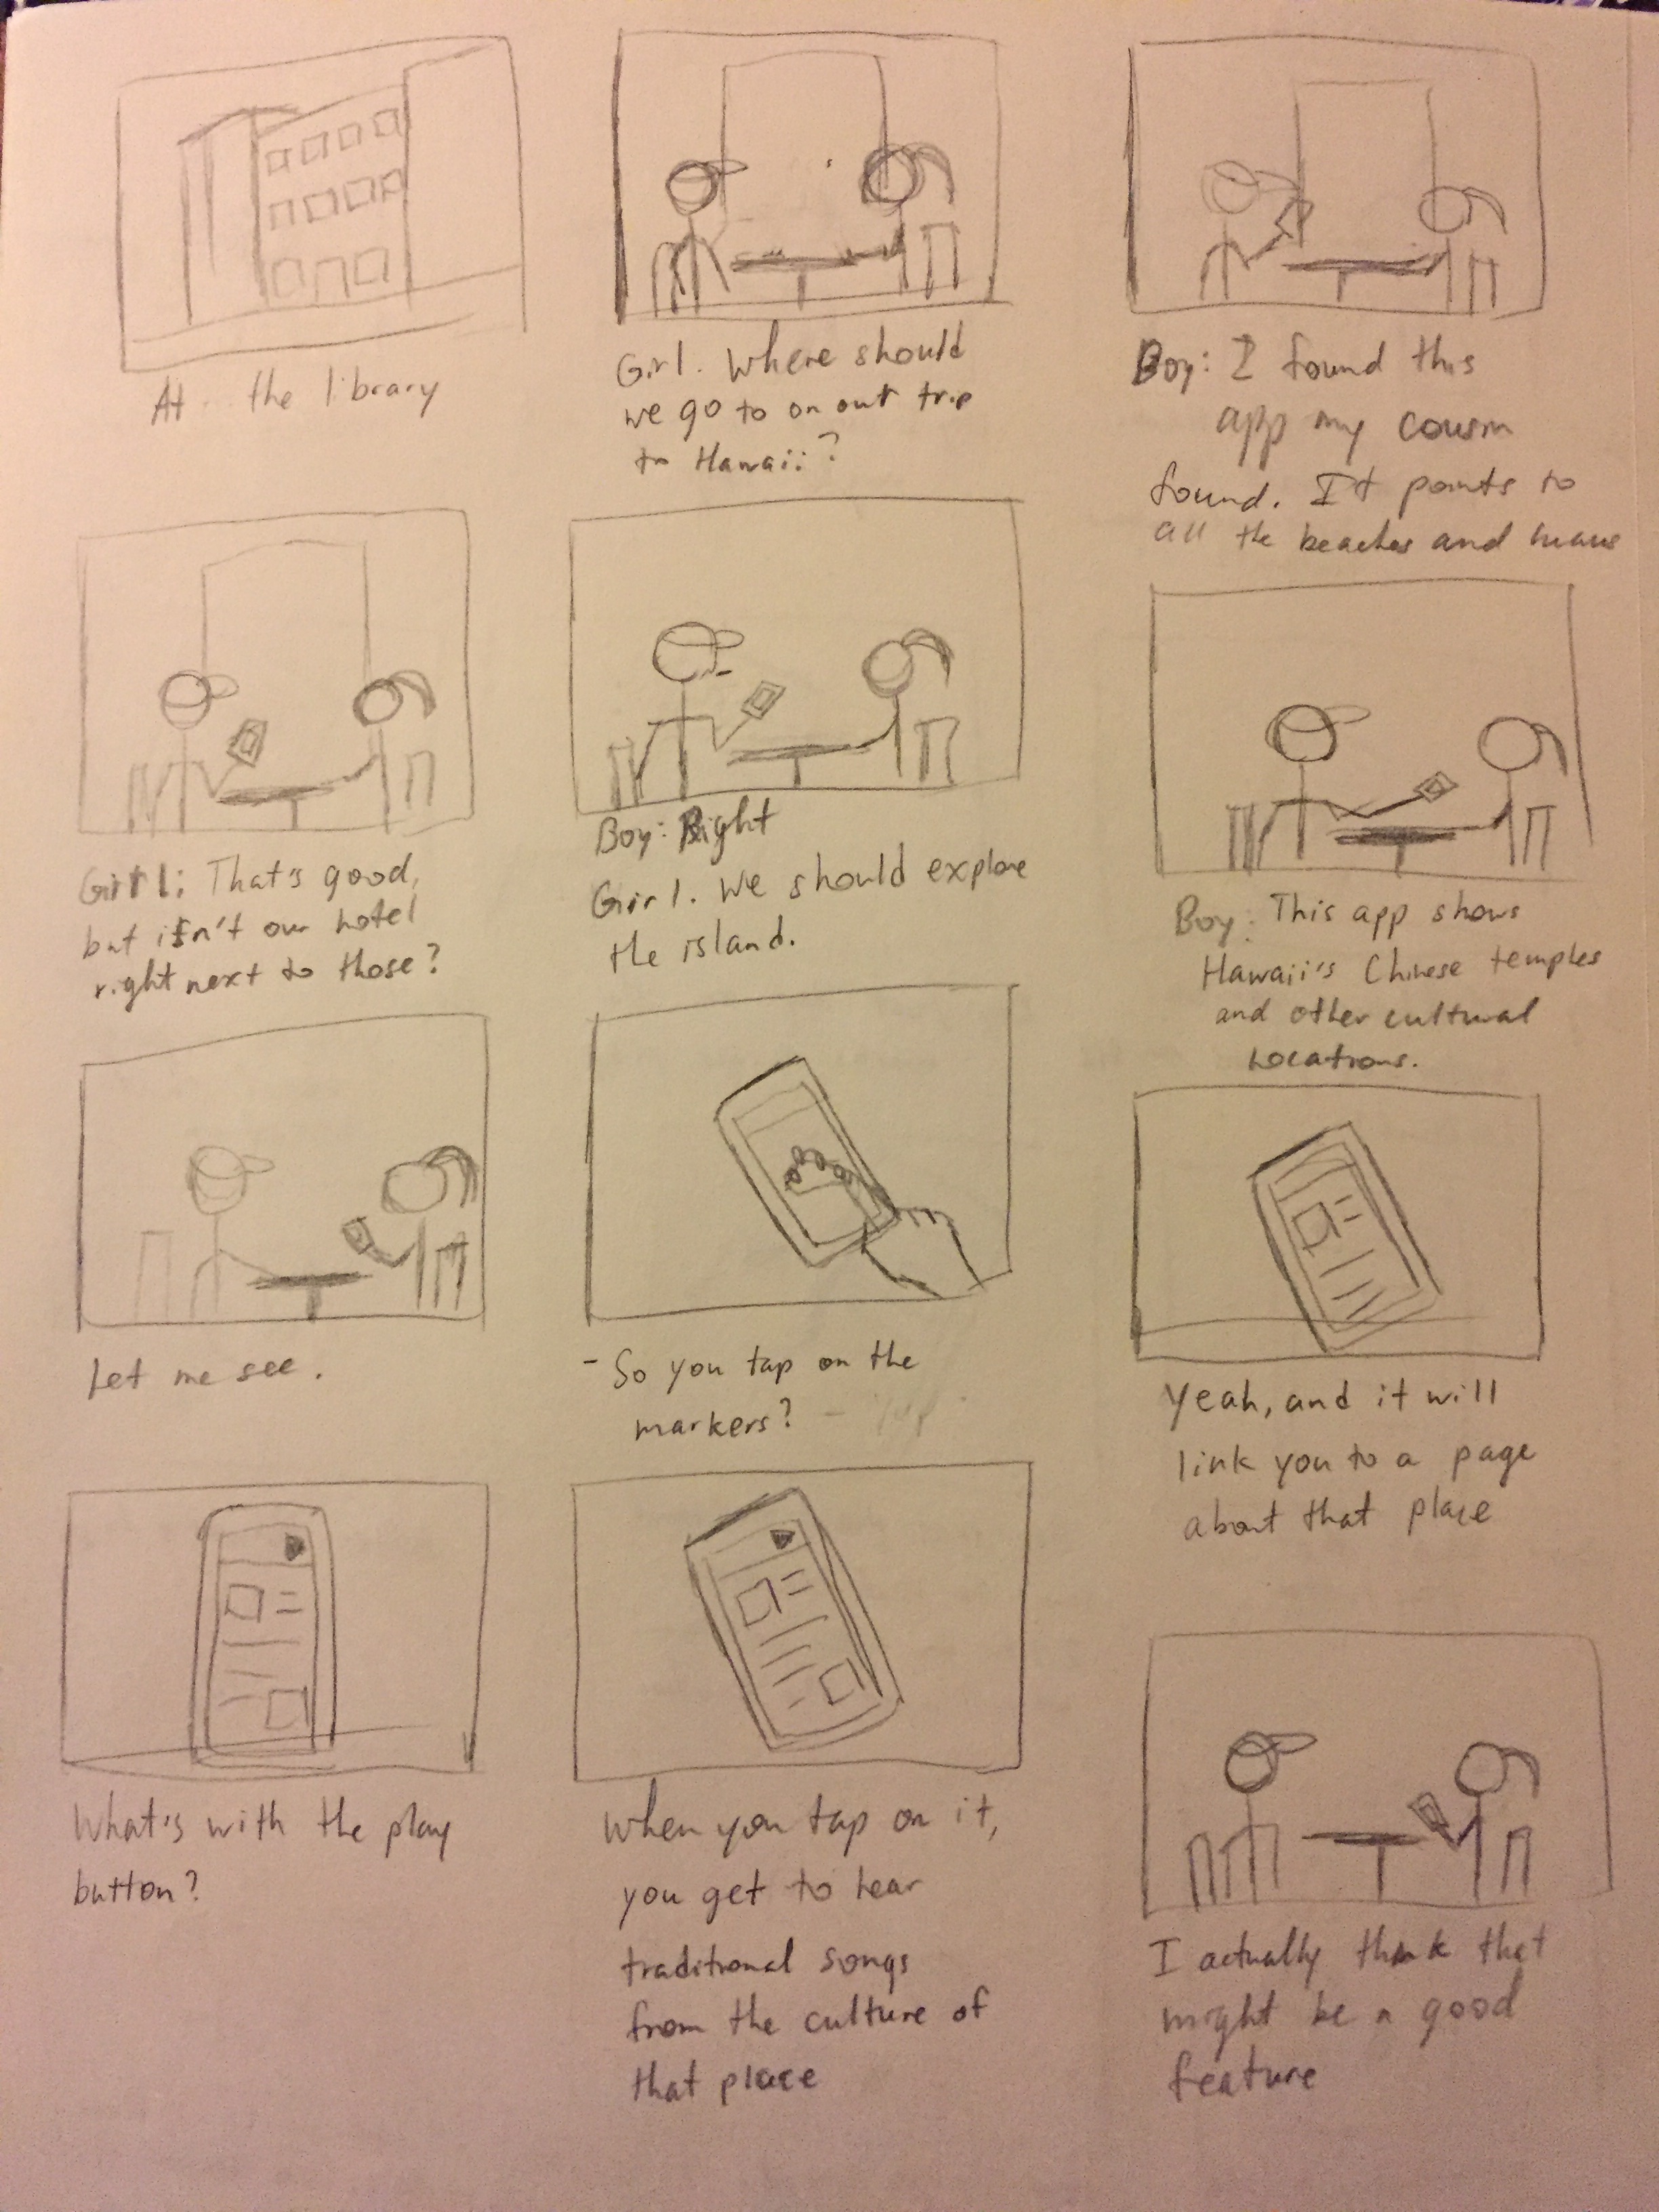 At ... the library
Girl. Where should
we go to on out trip
to Hawaii?
Boy: I found this
app my cousin
found. It points to
all the beaches and
Girl: That's good,
but isn't our hotel
right next to those?
Boy: Right
Girl. We should explore
the island.
Boy: This app shows
Hawaii's Chinese temples
and other cultural
Locations.
Let me see.
- So you tap on the
markers? - Yup.
Yeah, and it will
link you to a page
about that place
What's with the play
button?
When you tap on it,
you get to hear
traditional songs
from the culture of
that place
I actually think that
might be a good
feature